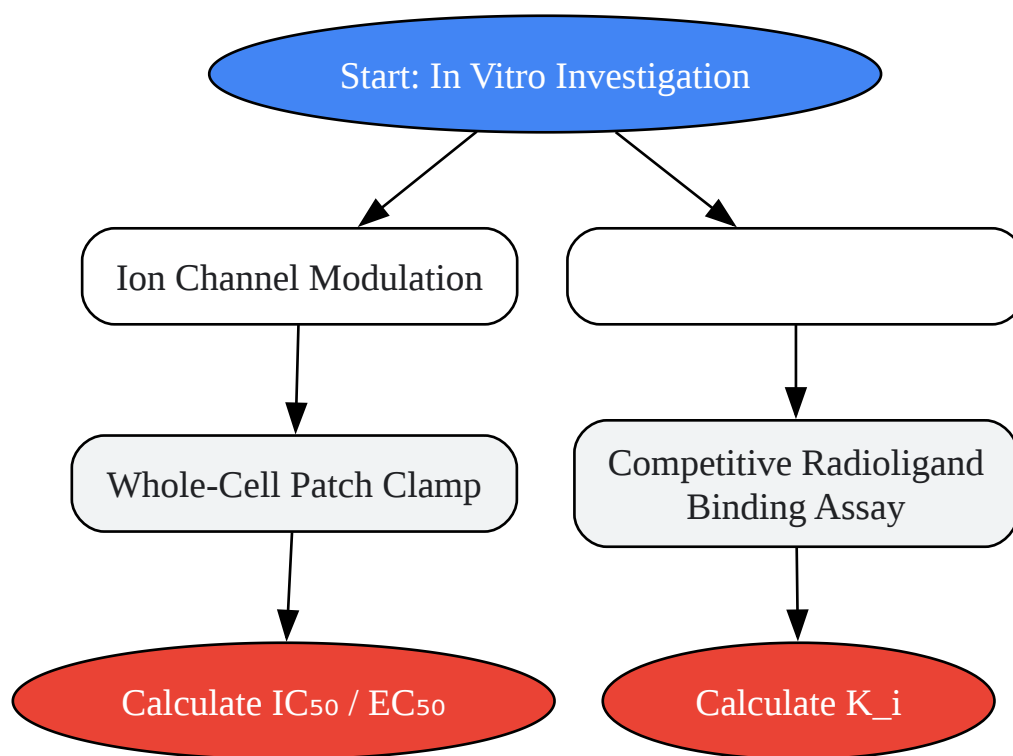 Start: In Vitro Investigation
Ion Channel Modulation
Whole-Cell Patch Clamp
Competitive Radioligand
Binding Assay
Calculate IC₅₀ / EC₅₀
Calculate K_i